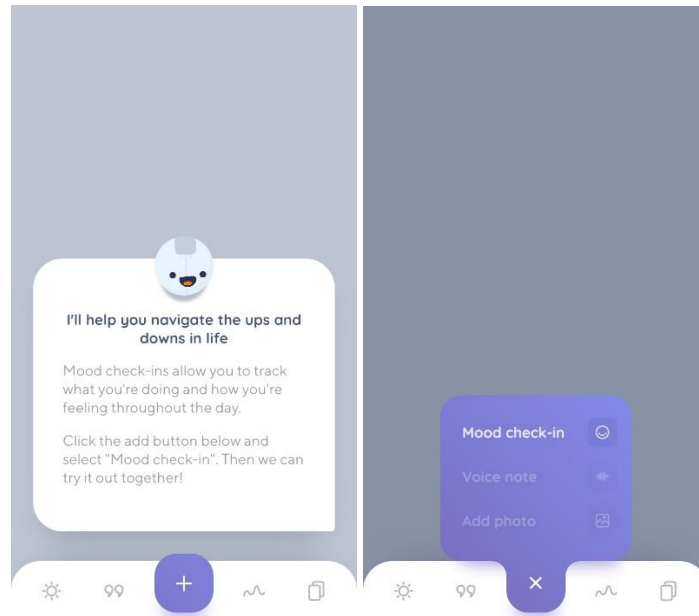 I'll help you navigate the ups and
downs in life
Mood check-ins allow you to track
what you're doing and how you're
feeling throughout the day.
Click the add button below and
select "Mood check-in". Then we can
try it out together!
Mood check-in
Voice note
Add photo